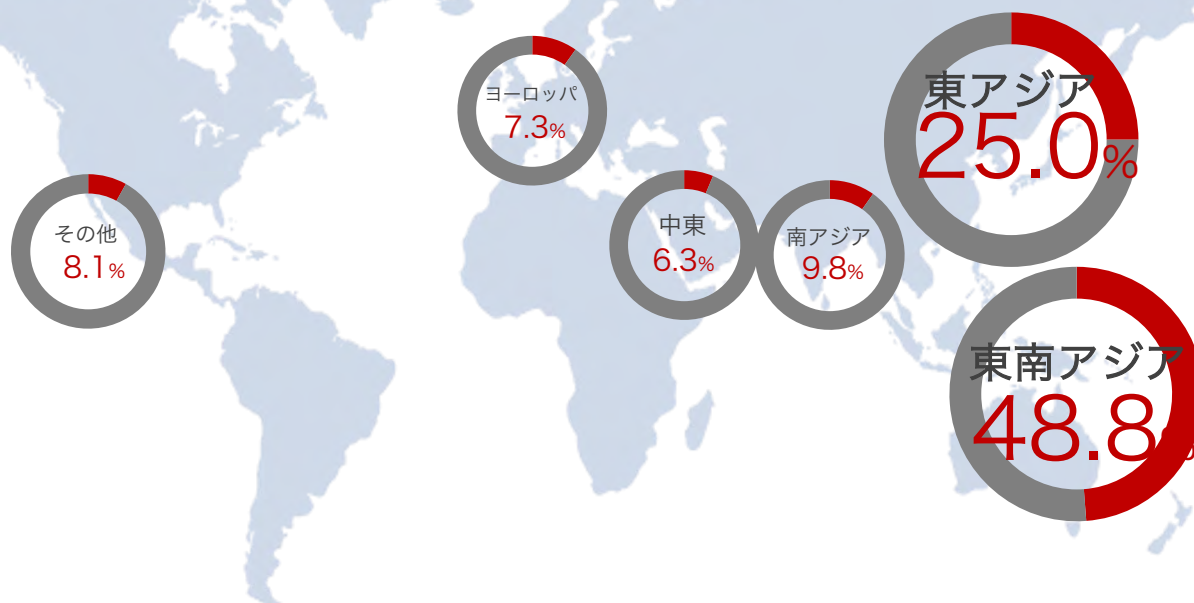 ヨーロッパ
7.3%
東アジア
25.0%
その他
8.1%
中東
6.3%
南アジア
9.8%
東南アジア
48.8%